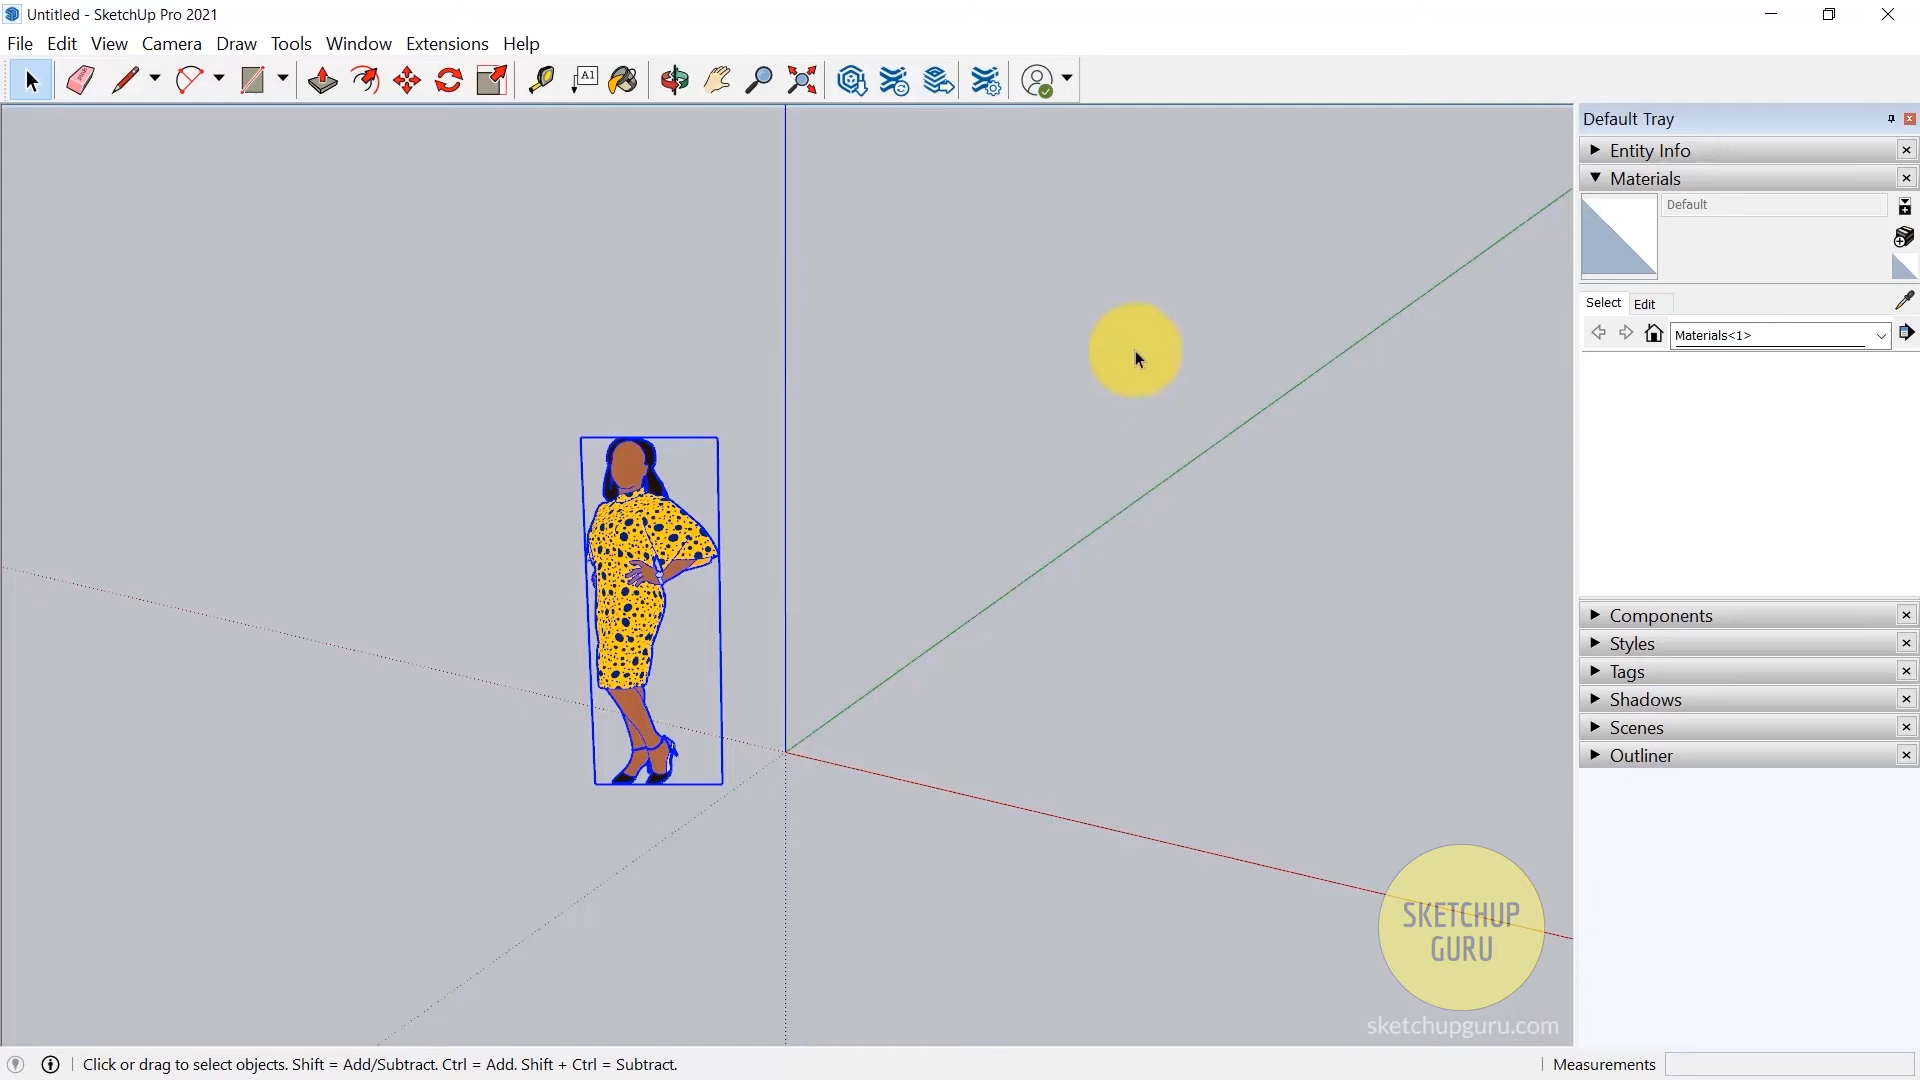 Untitled - SketchUp Pro 2021
File Edit View Camera Draw Tools Window Extensions Help
A1
Default Tray
Entity Info
Materials
Default
Select Edit
Materials<1>
Components
Styles
Tags
Shadows
Scenes
Outliner
SKETCHUP
GURU
sketchupguru.com
Click or drag to select objects. Shift = Add/Subtract. Ctrl = Add. Shift + Ctrl = Subtract.
Measurements